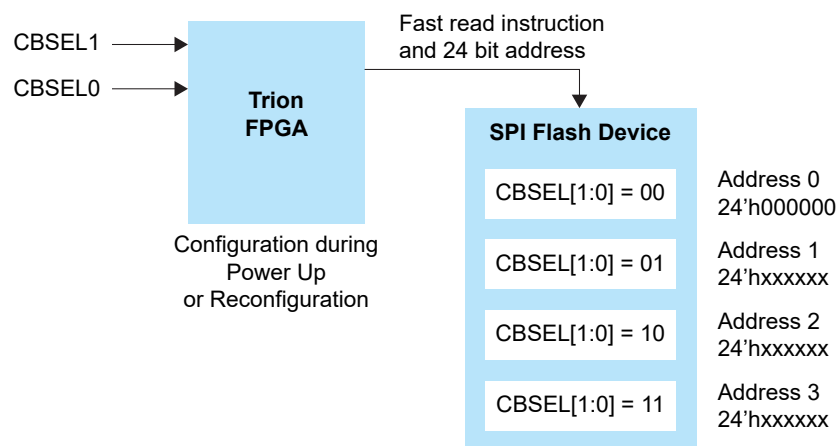 CBSEL1
CBSEL0
Trion
FPGA
Configuration during
Power Up
or Reconfiguration
Fast read instruction
and 24 bit address
SPI Flash Device
CBSEL[1:0] = 00
Address 0
24’h000000
CBSEL[1:0] = 01
Address 1
24’hxxxxxx
CBSEL[1:0] = 10
Address 2
24’hxxxxxx
CBSEL[1:0] = 11
Address 3
24’hxxxxxx